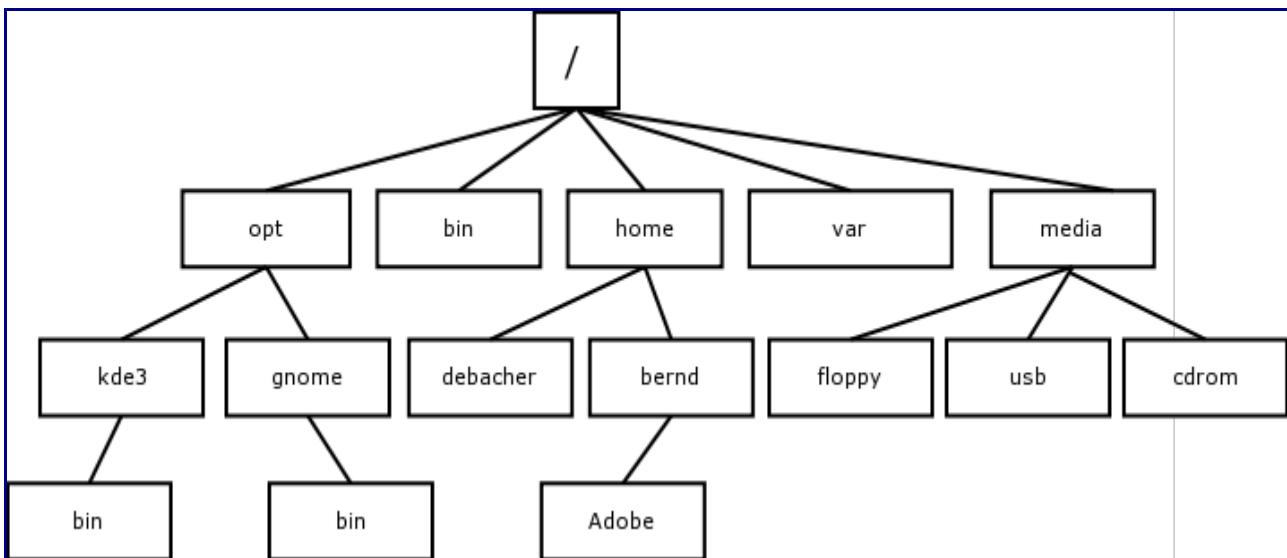 /
opt bin home var media
kde3 gnome debacher bernd floppy usb cdrom
bin bin Adobe